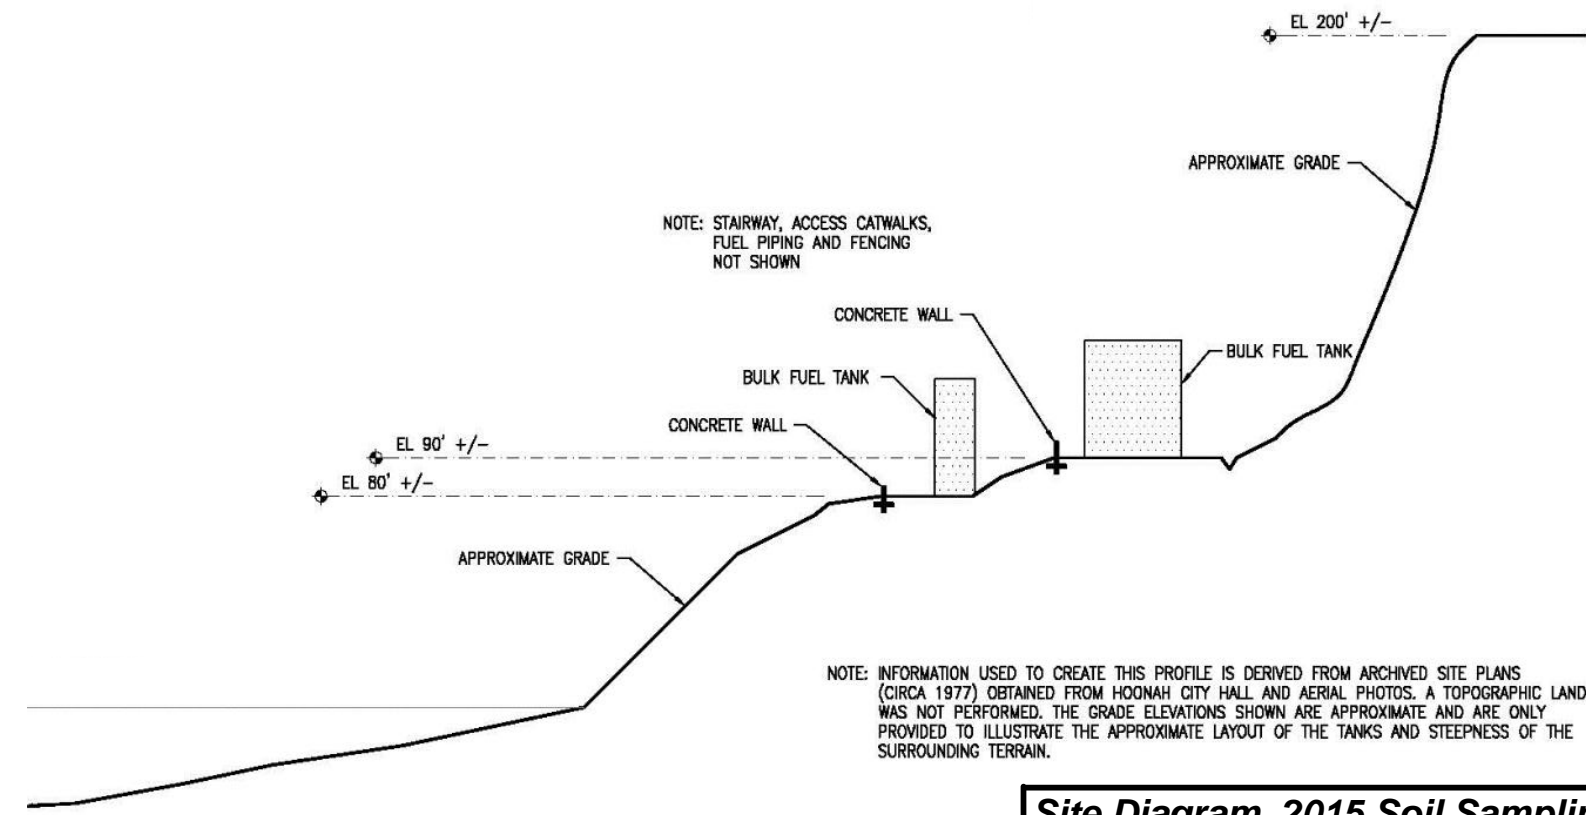 EL 200' +/-
APPROXIMATE GRADE
NOTE: STAIRWAY, ACCESS CATWALKS,
FUEL PIPING AND FENCING
NOT SHOWN
CONCRETE WALL
BULK FUEL TANK
BULK FUEL TANK
CONCRETE WALL
EL 90' +/-
EL 80' +/-
APPROXIMATE GRADE
NOTE: INFORMATION USED TO CREATE THIS PROFILE IS DERIVED FROM ARCHIVED SITE PLANS
(CIRCA 1977) OBTAINED FROM HOONAH CITY HALL AND AERIAL PHOTOS. A TOPOGRAPHIC LAND
WAS NOT PERFORMED. THE GRADE ELEVATIONS SHOWN ARE APPROXIMATE AND ARE ONLY
PROVIDED TO ILLUSTRATE THE APPROXIMATE LAYOUT OF THE TANKS AND STEEPNESS OF THE
SURROUNDING TERRAIN.
Site Diagram, 2015 Soil Samplin